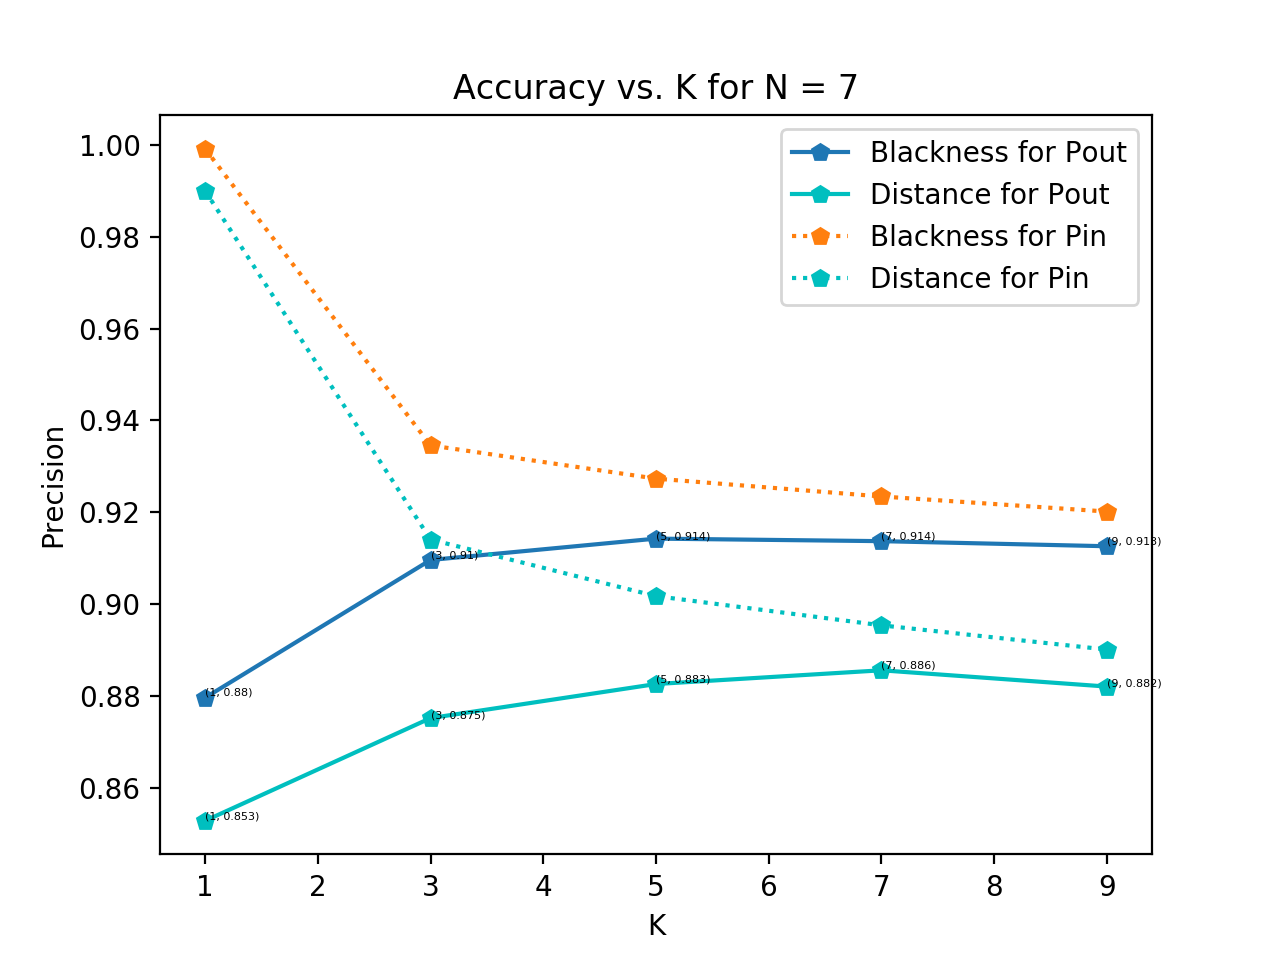 Accuracy vs. K for N = 7
Blackness for Pout
Distance for Pout
Blackness for Pin
Distance for Pin
Precision
1.00
0.98
0.96
0.94
0.92
0.90
0.88
0.86
(1, 0.88)
(3, 0.91)
(5, 0.914)
(7, 0.914)
(9, 0.913)
(1, 0.853)
(3, 0.875)
(5, 0.883)
(7, 0.886)
(9, 0.882)
1 2 3 4 5 6 7 8 9
K